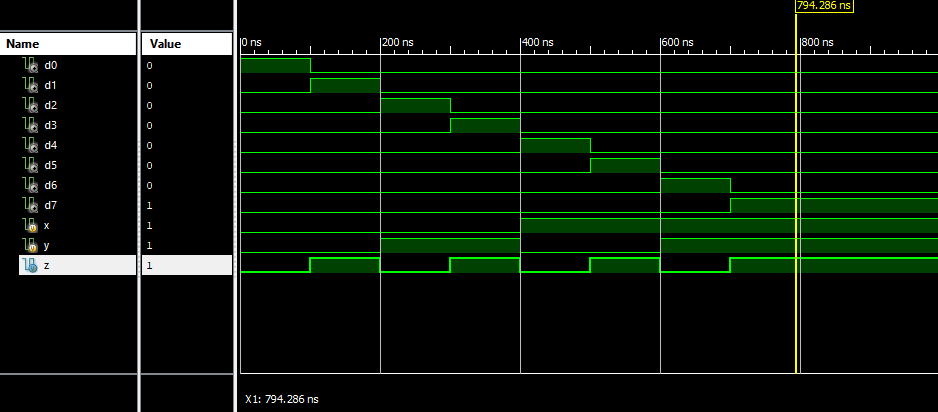 794.286 ns
Name Value
0 ns 200 ns 400 ns 600 ns 800 ns
d0 0
d1 0
d2 0
d3 0
d4 0
d5 0
d6 0
d7 1
x 1
y 1
z 1
X1: 794.286 ns